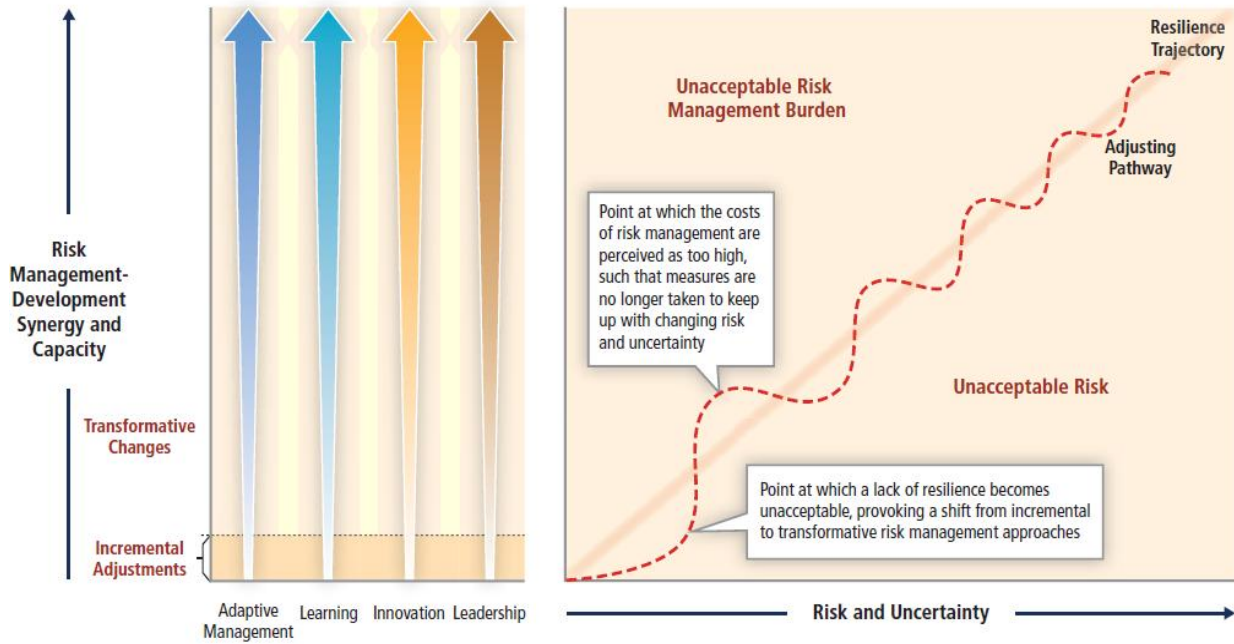 Risk
Management-
Development
Synergy and
Capacity
Transformative
Changes
Incremental
Adjustments
Adaptive
Management
Learning
Innovation
Leadership
Unacceptable Risk
Management Burden
Resilience
Trajectory
Adjusting
Pathway
Point at which the costs
of risk management are
perceived as too high,
such that measures are
no longer taken to keep
up with changing risk
and uncertainty
Unacceptable Risk
Point at which a lack of resilience becomes
unacceptable, provoking a shift from incremental
to transformative risk management approaches
Risk and Uncertainty